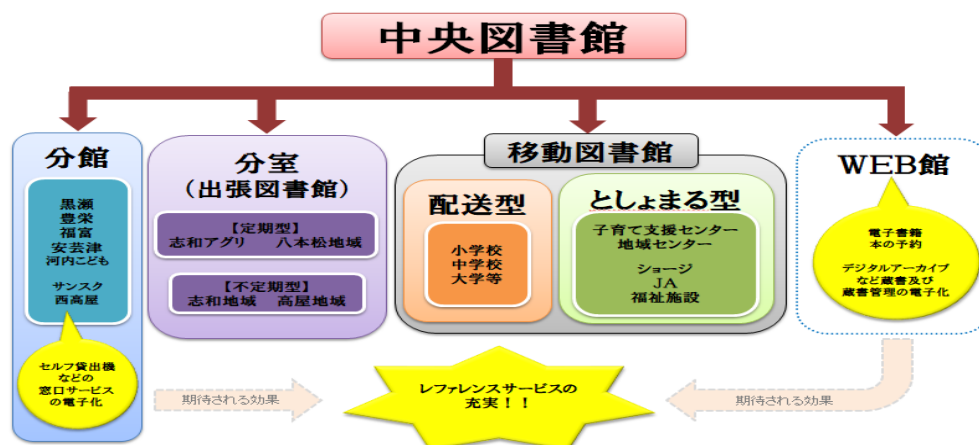 中央図書館
分館
黒瀬
豊栄
福富
安芸津
河内こども
サンスク
西高屋
セルフ貸出機
などの
窓口サービス
の電子化
分室
（出張図書館）
【定期型】
志和アグリ　八本松地域
【不定期型】
志和地域　高屋地域
移動図書館
配送型
小学校
中学校
大学等
としょまる型
子育て支援センター
地域センター
ショージ
JA
福祉施設
WEB館
電子書籍
本の予約
デジタルアーカイブ
など蔵書及び
蔵書管理の電子化
期待される効果
レファレンスサービスの
充実！！
期待される効果